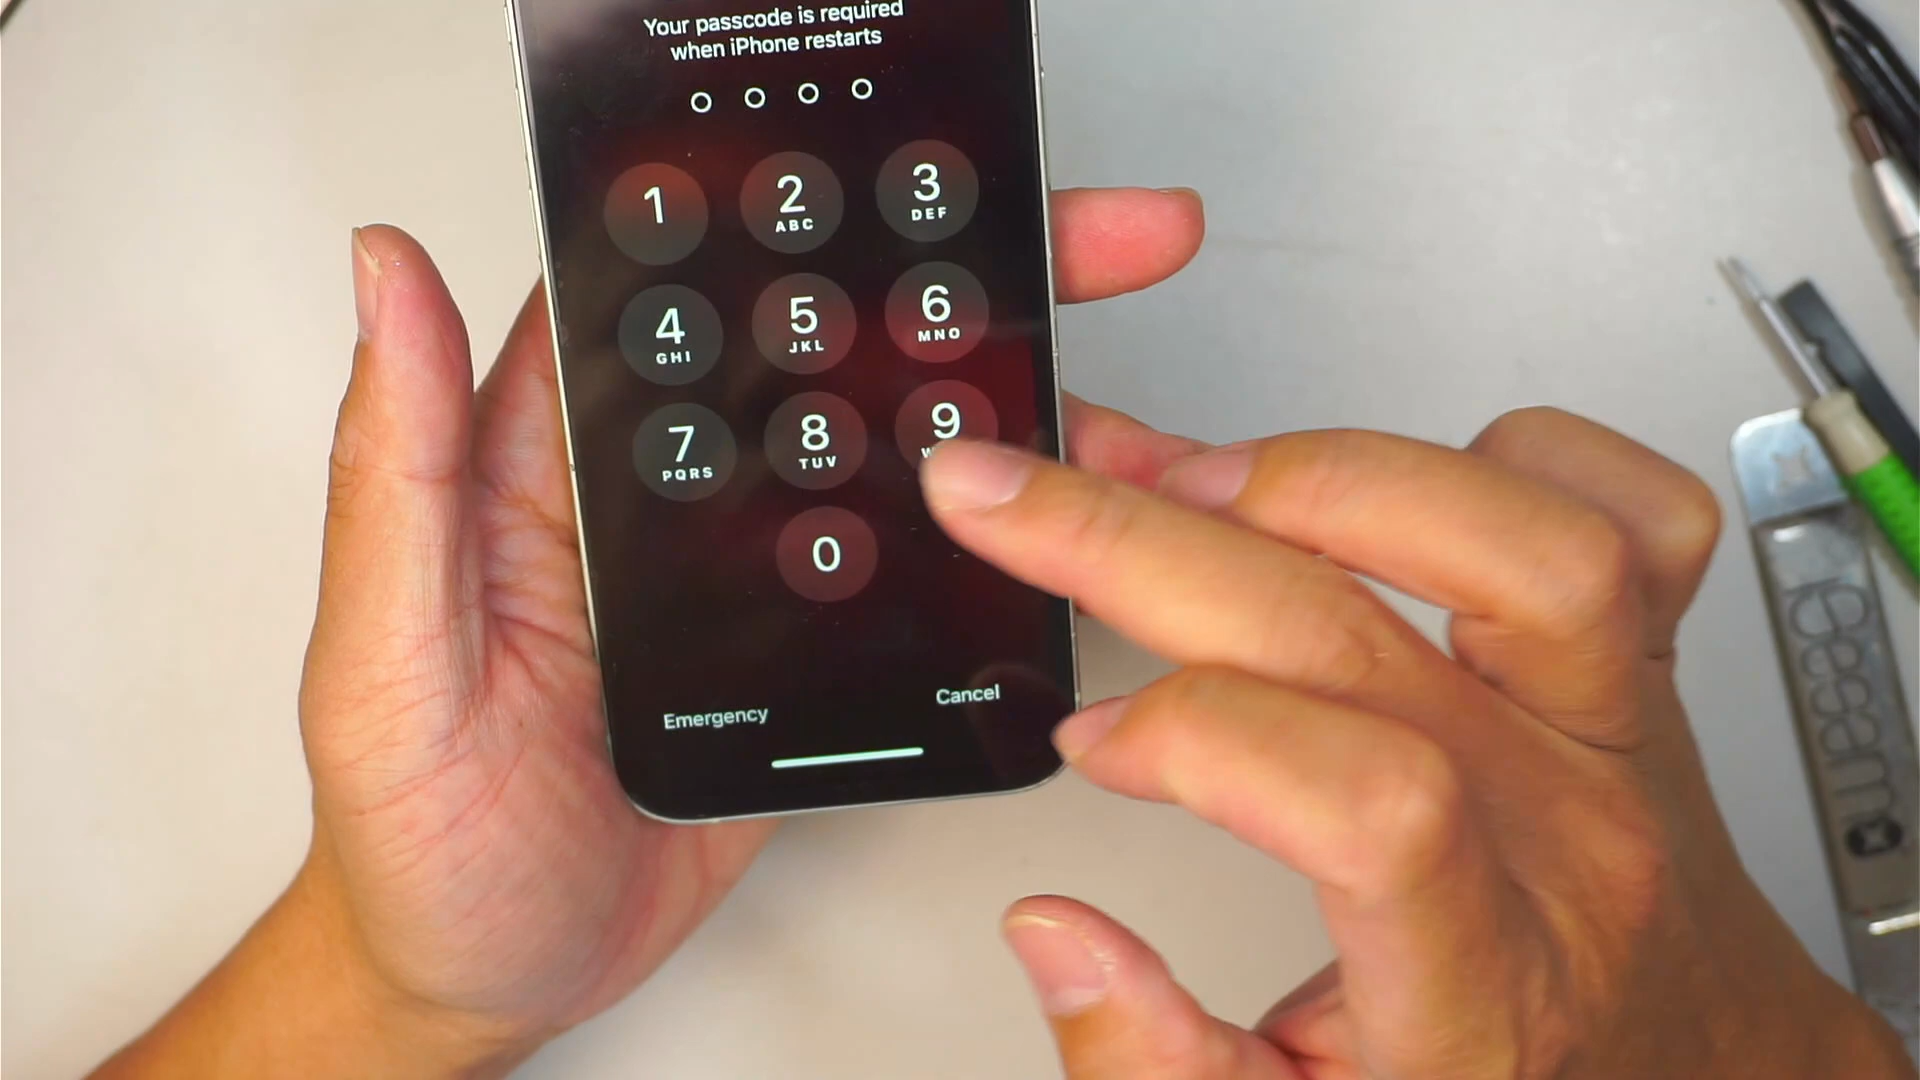 Your passcode is required
when iPhone restarts
1
2
ABC
3
DEF
4
GHI
5
JKL
6
MNO
7
PQRS
8
TUV
9
0
Emergency
Cancel